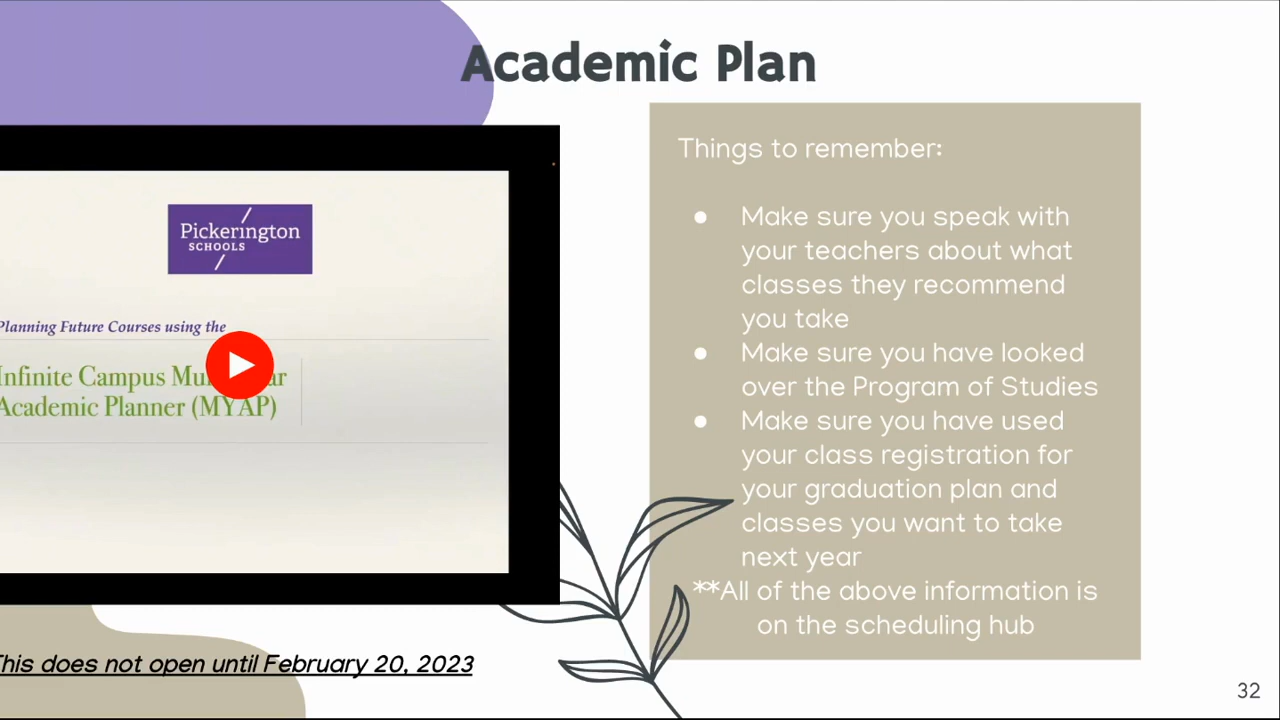 Academic Plan
Pickerington
SCHOOLS
Planning Future Courses using the
Infinite Campus
Academic Planner (MYAP)
This does not open until February 20, 2023
Things to remember:
● Make sure you speak with
your teachers about what
classes they recommend
you take
● Make sure you have looked
over the Program of Studies
● Make sure you have used
your class registration for
your graduation plan and
classes you want to take
next year
**All of the above information is
on the scheduling hub
32